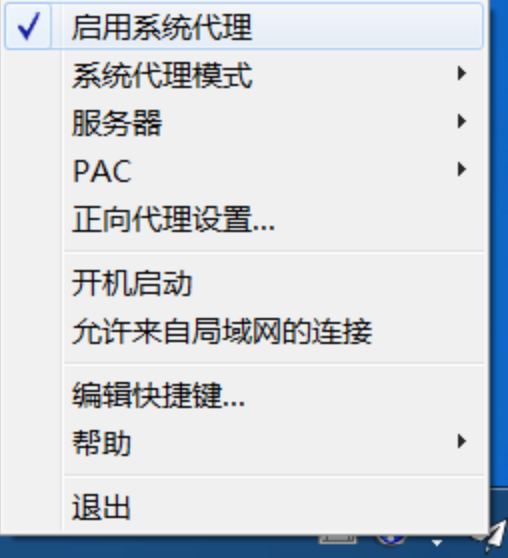 启用系统代理
系统代理模式
服务器
PAC
正向代理设置...
开机启动
允许来自局域网的连接
编辑快捷键...
帮助
退出